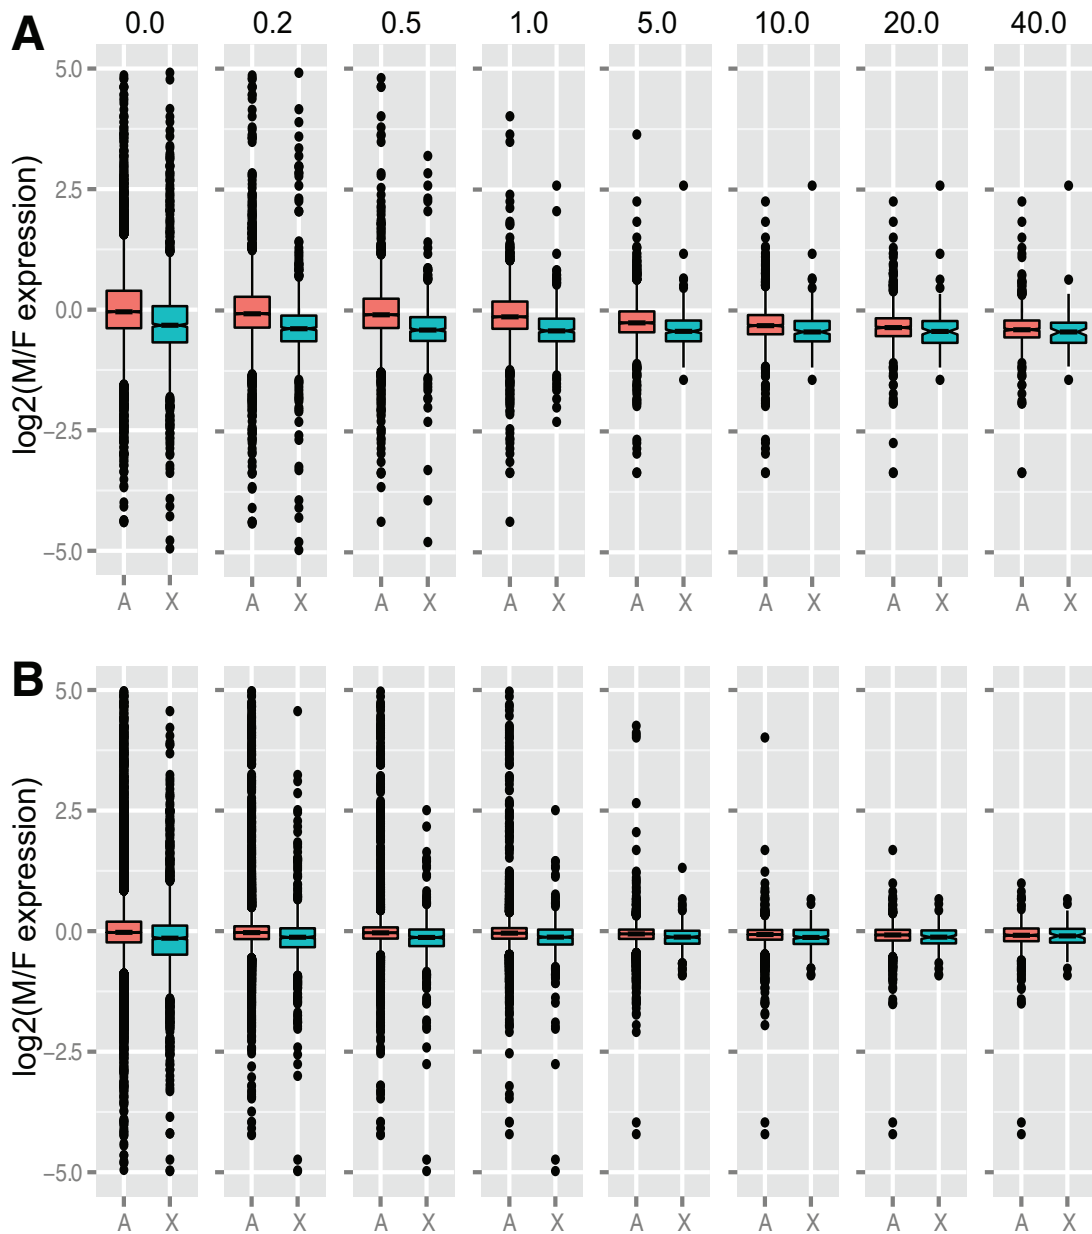 A 0.0 0.2 0.5 1.0 5.0 10.0 20.0 40.0
log2(M/F expression)
5.0
2.5
0.0
−2.5
−5.0
A X A X A X A X A X A X A X A X
B
log2(M/F expression)
5.0
2.5
0.0
−2.5
−5.0
A X A X A X A X A X A X A X A X